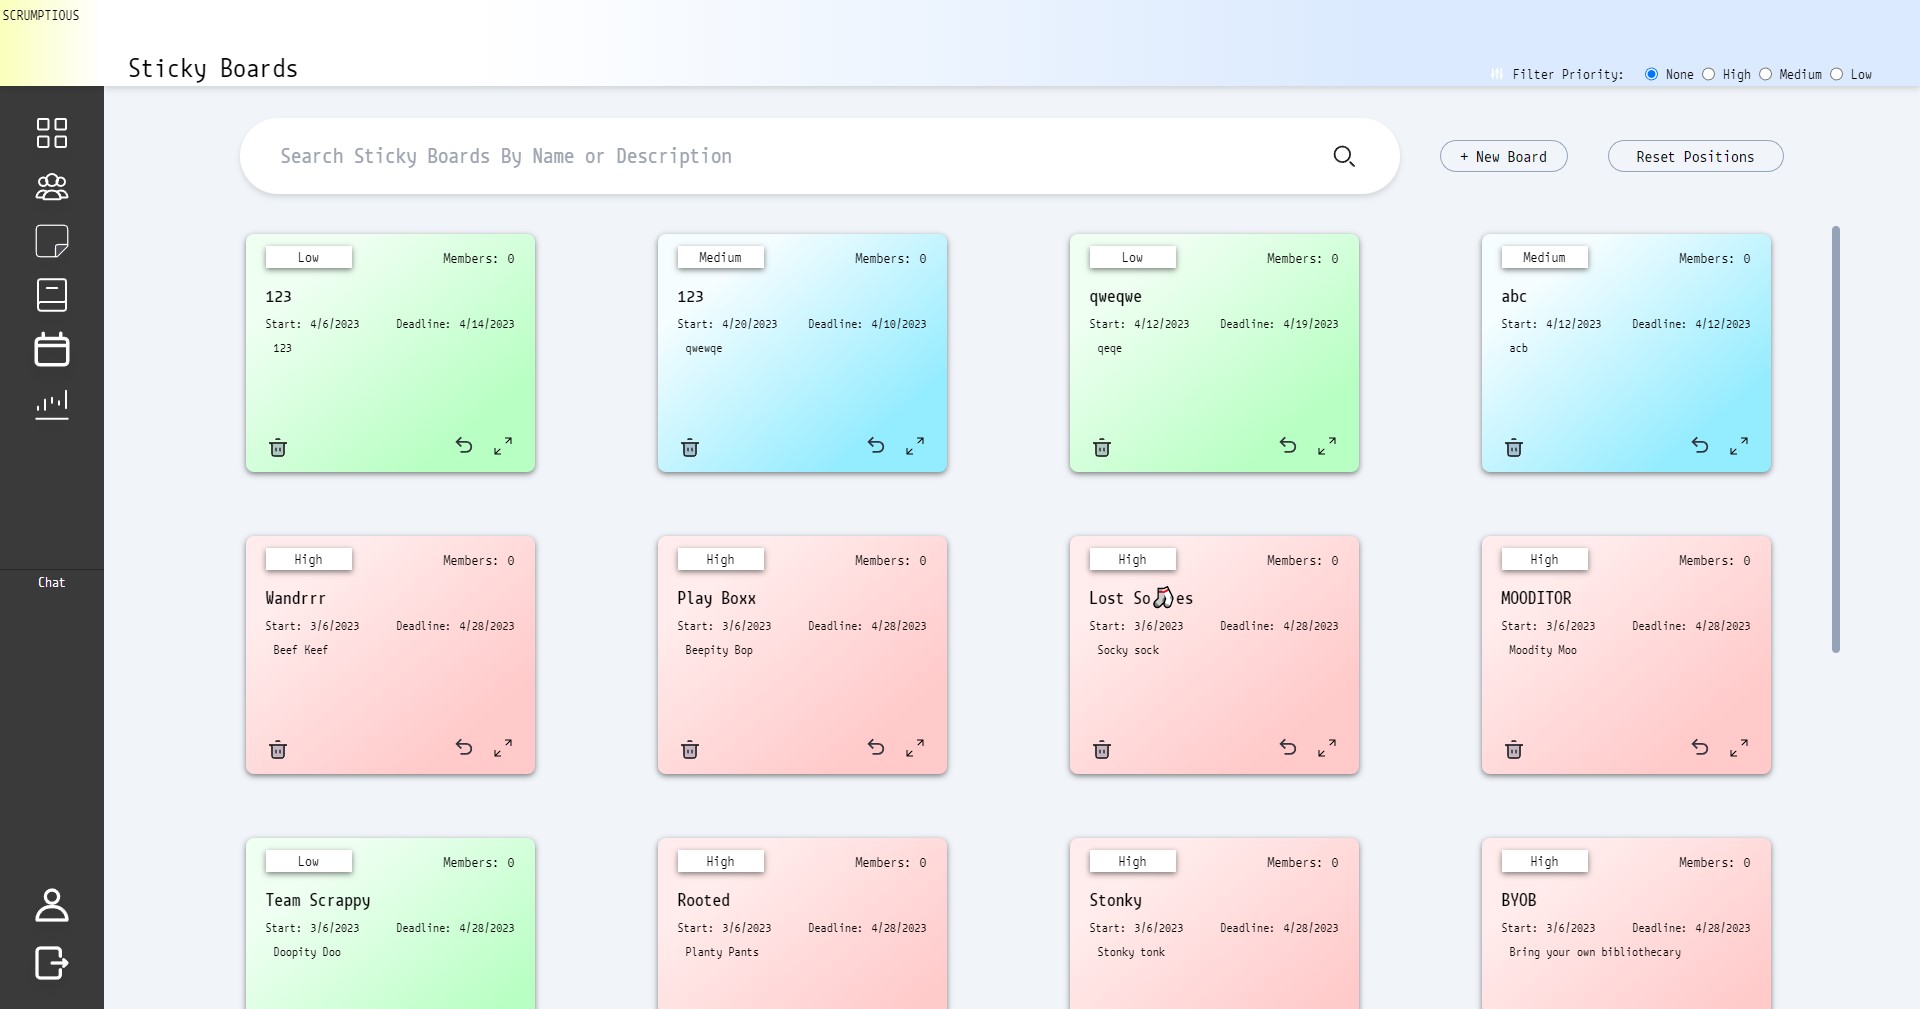 SCRUMPTIOUS
Sticky Boards
Filter Priority: None High Medium Low
Search Sticky Boards By Name or Description
+ New Board
Reset Positions
Low Members: 0
123
Start: 4/6/2023 Deadline: 4/14/2023
123
Medium Members: 0
123
Start: 4/20/2023 Deadline: 4/10/2023
qwewqe
Low Members: 0
qweqwe
Start: 4/12/2023 Deadline: 4/19/2023
qeqe
Medium Members: 0
abc
Start: 4/12/2023 Deadline: 4/12/2023
acb
Chat
High Members: 0
Wandrrr
Start: 3/6/2023 Deadline: 4/28/2023
Beef Keef
High Members: 0
Play Boxx
Start: 3/6/2023 Deadline: 4/28/2023
Beepity Bop
High Members: 0
Lost So🧦es
Start: 3/6/2023 Deadline: 4/28/2023
Socky sock
High Members: 0
MOODITOR
Start: 3/6/2023 Deadline: 4/28/2023
Moodity Moo
Low Members: 0
Team Scrappy
Start: 3/6/2023 Deadline: 4/28/2023
Doopity Doo
High Members: 0
Rooted
Start: 3/6/2023 Deadline: 4/28/2023
Planty Pants
High Members: 0
Stonky
Start: 3/6/2023 Deadline: 4/28/2023
Stonky tonk
High Members: 0
BYOB
Start: 3/6/2023 Deadline: 4/28/2023
Bring your own bibliothecary